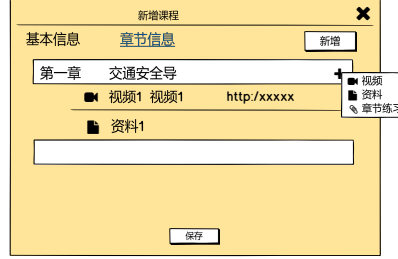 新增课程
基本信息 章节信息 新增
第一章 交通安全导
视频
资料
章节练习
视频1 视频1 http:/xxxxx
资料1
保存